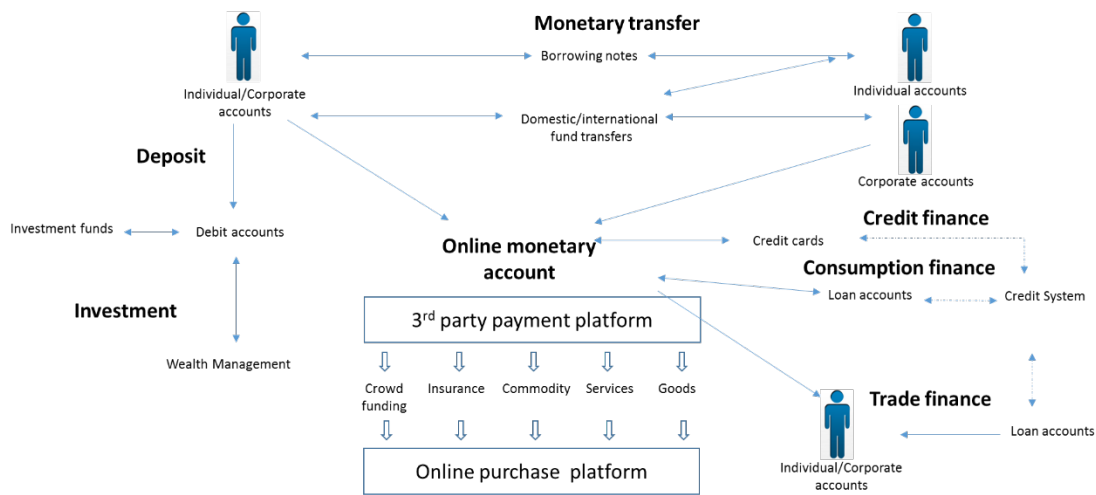 Monetary transfer
Borrowing notes
Individual/Corporate
accounts
Individual accounts
Domestic/international
fund transfers
Deposit
Corporate accounts
Investment funds
Debit accounts
Credit finance
Online monetary
account
Credit cards
Consumption finance
Loan accounts
Credit System
Investment
3rd party payment platform
Wealth Management
Crowd
funding
Insurance
Commodity
Services
Goods
Trade finance
Loan accounts
Online purchase platform
Individual/Corporate
accounts